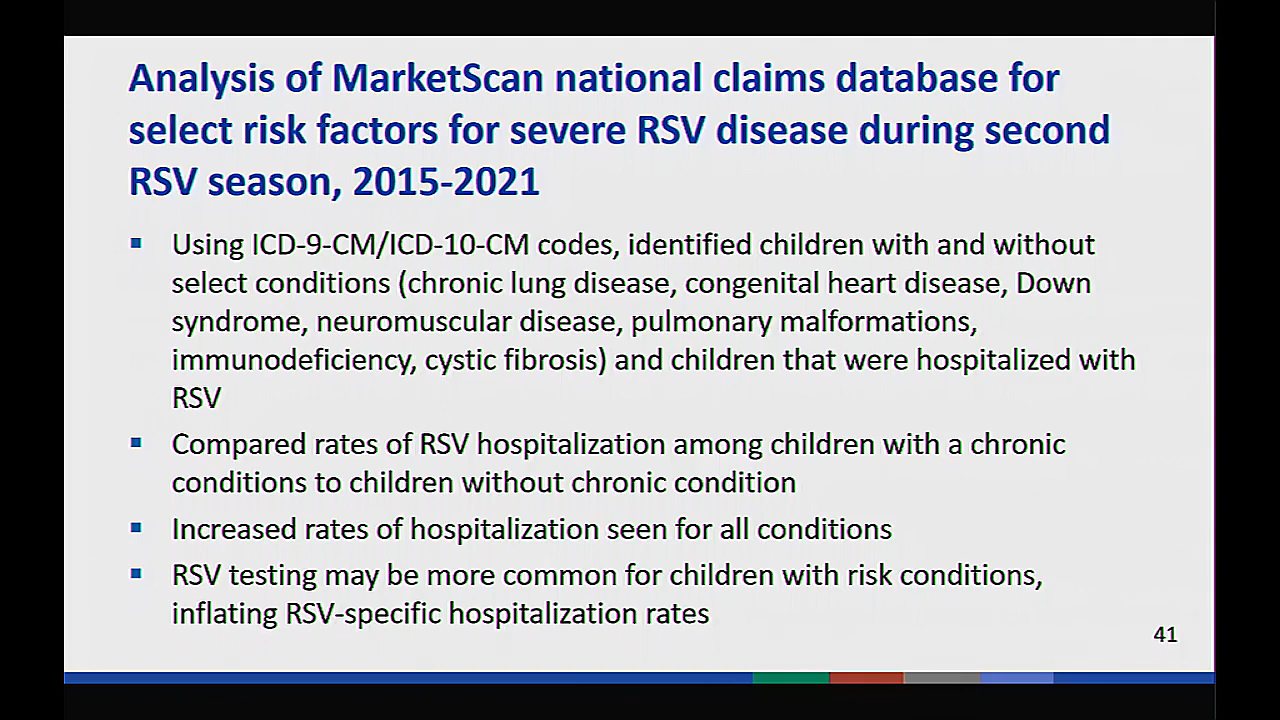 Analysis of MarketScan national claims database for
select risk factors for severe RSV disease during second
RSV season, 2015-2021
▪ Using ICD-9-CM/ICD-10-CM codes, identified children with and without
select conditions (chronic lung disease, congenital heart disease, Down
syndrome, neuromuscular disease, pulmonary malformations,
immunodeficiency, cystic fibrosis) and children that were hospitalized with
RSV
▪ Compared rates of RSV hospitalization among children with a chronic
conditions to children without chronic condition
▪ Increased rates of hospitalization seen for all conditions
▪ RSV testing may be more common for children with risk conditions,
inflating RSV-specific hospitalization rates
41